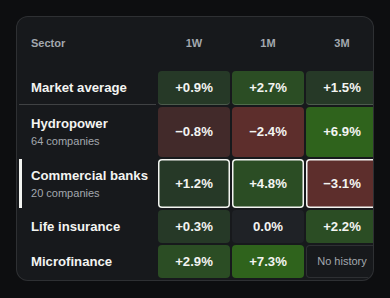 Sector 1W 1M 3M
Market average +0.9% +2.7% +1.5%
Hydropower −0.8% −2.4% +6.9%
64 companies
Commercial banks +1.2% +4.8% −3.1%
20 companies
Life insurance +0.3% 0.0% +2.2%
Microfinance +2.9% +7.3% No history